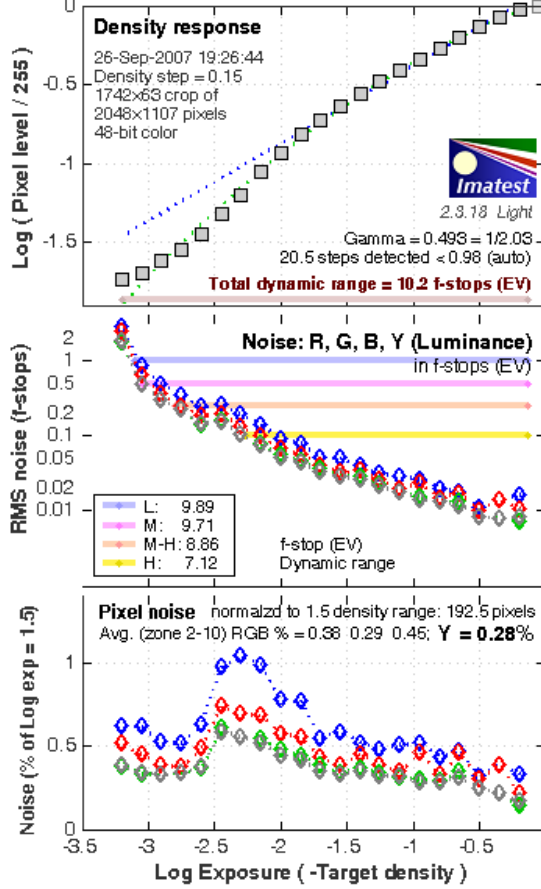 0
Density response
26-Sep-2007 19:26:44
Density step = 0.15
1742x63 crop of
2048x1107 pixels
48-bit color
-0.5
-1
-1.5
Log ( Pixel level / 255 )
Imatest
2.3.18 Light
Gamma = 0.493 = 1/2.03
20.5 steps detected < 0.98 (auto)
Total dynamic range = 10.2 f-stops (EV)
Noise: R, G, B, Y (Luminance)
in f-stops (EV)
2
1
0.5
0.2
0.1
0.05
0.02
0.01
RMS noise (f-stops)
L: 9.89
M: 9.71
M-H: 8.86
H: 7.12
f-stop (EV)
Dynamic range
Pixel noise normalzd to 1.5 density range: 192.5 pixels
Avg. (zone 2-10) RGB % = 0.38 0.29 0.45; Y = 0.28%
1
0.5
0
Noise (% of Log exp = 1.5)
-3.5 -3 -2.5 -2 -1.5 -1 -0.5
Log Exposure ( -Target density )